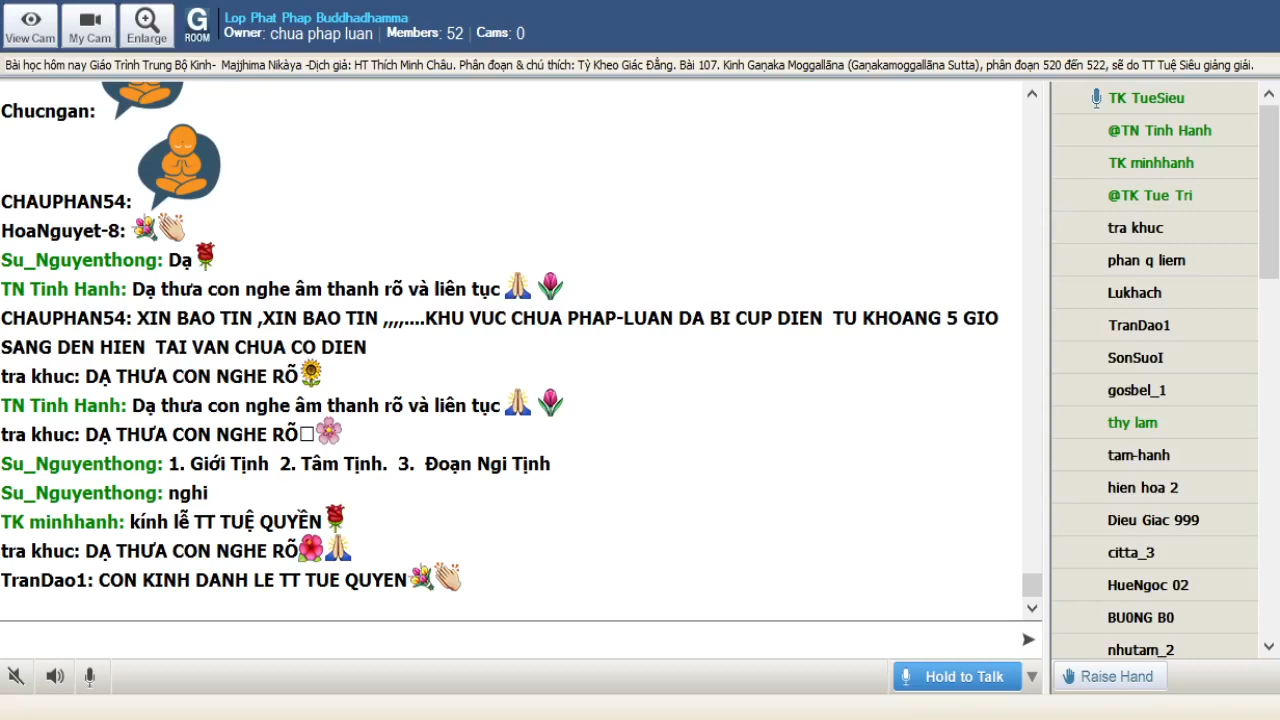 View Cam
My Cam
Enlarge
G
ROOM
Lop Phat Phap Buddhadhamma
Owner: chua phap luan | Members: 52 | Cams: 0
Bài học hôm nay Giáo Trình Trung Bộ Kinh- Majjhima Nikàya -Dịch giả: HT Thích Minh Châu. Phân đoạn & chú thích: Tỳ Kheo Giác Đẳng. Bài 107. Kinh Gaṇaka Moggallāna (Gaṇakamoggallāna Sutta), phân đoạn 520 đến 522, sẽ do TT Tuệ Siêu giảng giải.
Chucngan:
CHAUPHAN54:
HoaNguyet-8: 💐👏
Su_Nguyenthong: Dạ🌹
TN Tinh Hanh: Dạ thưa con nghe âm thanh rõ và liên tục 🙏 🌷
CHAUPHAN54: XIN BAO TIN ,XIN BAO TIN ,,,,....KHU VUC CHUA PHAP-LUAN DA BI CUP DIEN TU KHOANG 5 GIO
SANG DEN HIEN TAI VAN CHUA CO DIEN
tra khuc: DẠ THƯA CON NGHE RÕ🌻
TN Tinh Hanh: Dạ thưa con nghe âm thanh rõ và liên tục 🙏 🌷
tra khuc: DẠ THƯA CON NGHE RÕ□🌸
Su_Nguyenthong: 1. Giới Tịnh 2. Tâm Tịnh. 3. Đoạn Ngi Tịnh
Su_Nguyenthong: nghi
TK minhhanh: kính lễ TT TUỆ QUYỀN🌹
tra khuc: DẠ THƯA CON NGHE RÕ🌺🙏
TranDao1: CON KINH DANH LE TT TUE QUYEN💐👏
Hold to Talk
TK TueSieu
@TN Tinh Hanh
TK minhhanh
@TK Tue Tri
tra khuc
phan q liem
Lukhach
TranDao1
SonSuoI
gosbel_1
thy lam
tam-hanh
hien hoa 2
Dieu Giac 999
citta_3
HueNgoc 02
BU0NG B0
nhutam_2
Raise Hand